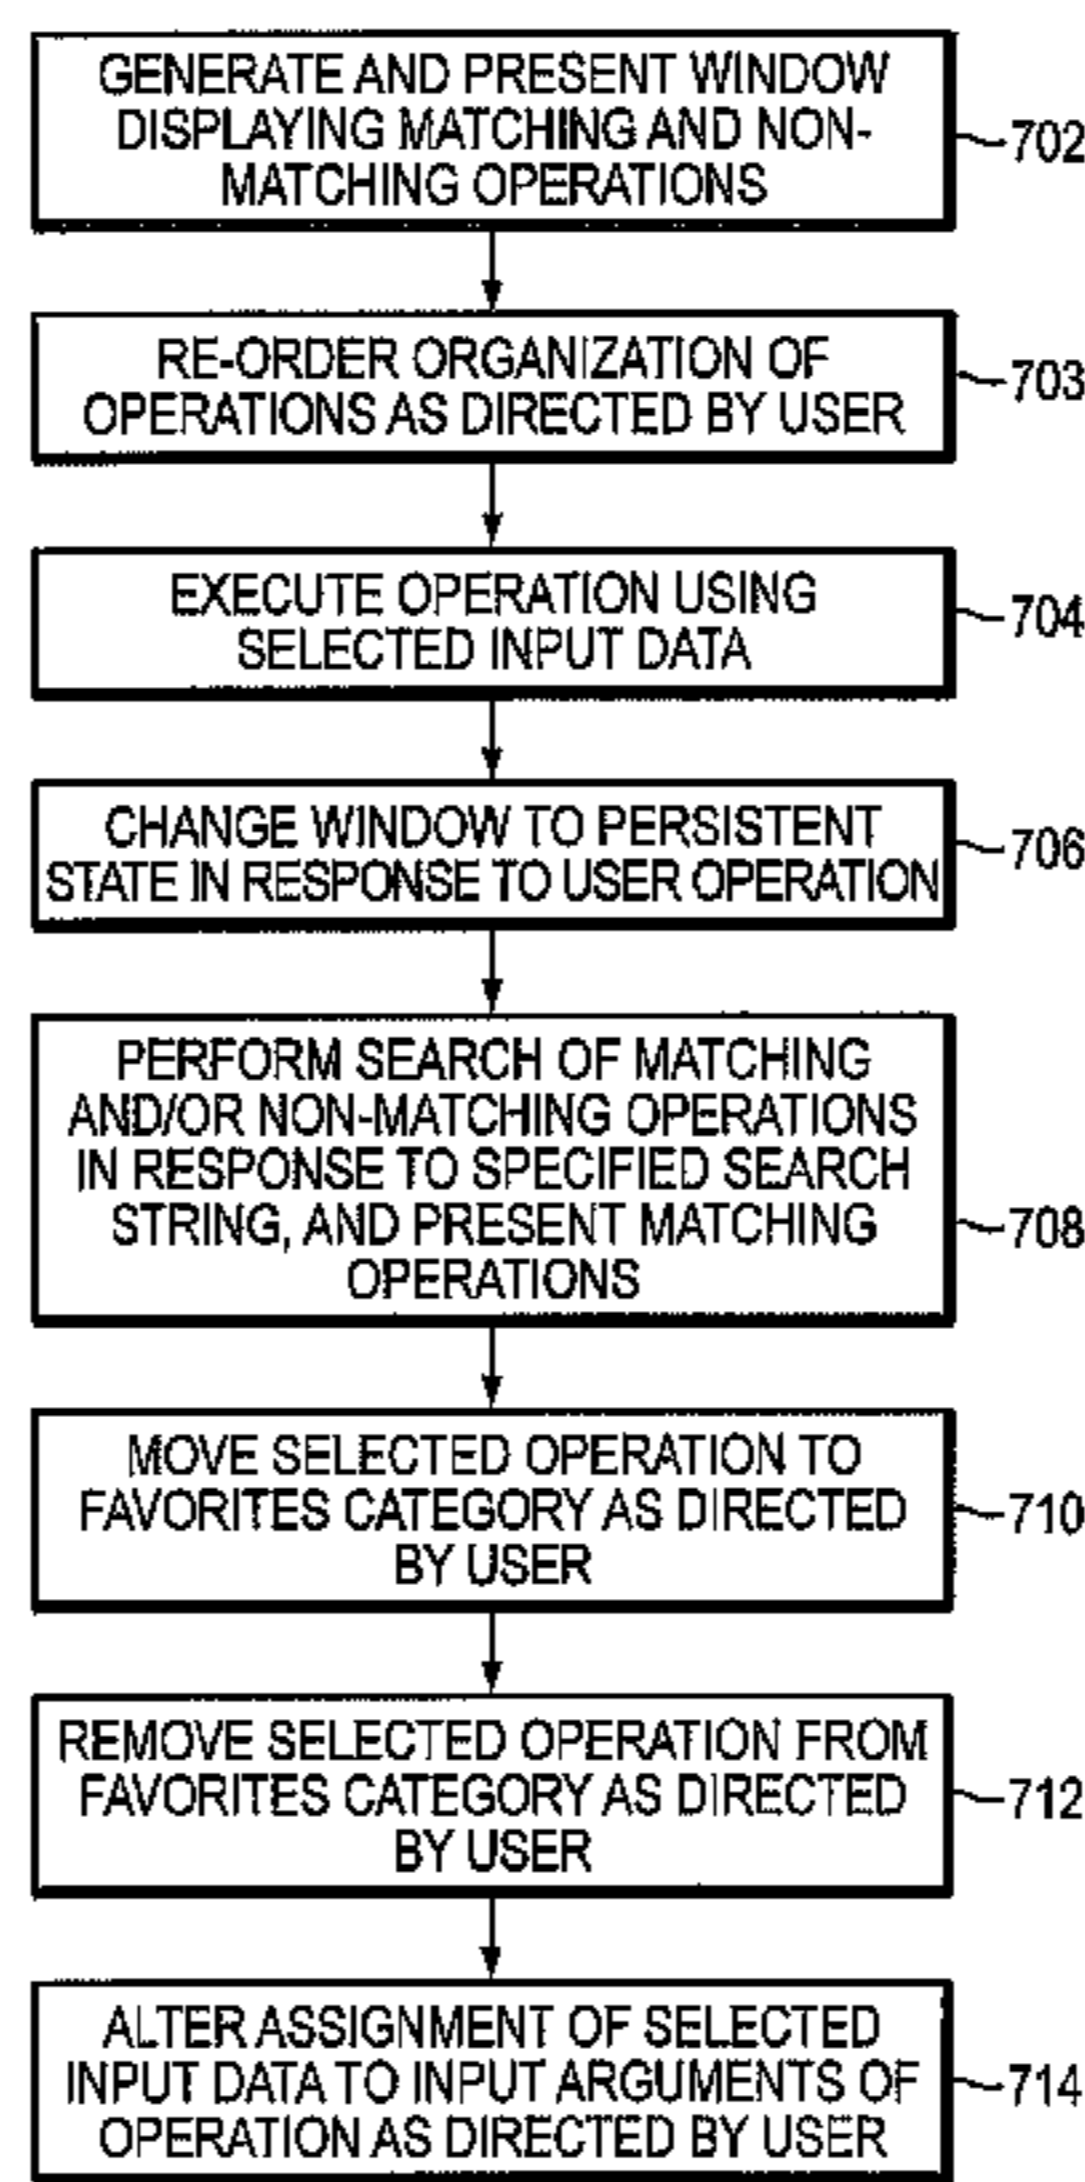 GENERATE AND PRESENT WINDOW
DISPLAYING MATCHING AND NON-
MATCHING OPERATIONS
702
RE-ORDER ORGANIZATION OF
OPERATIONS AS DIRECTED BY USER
703
EXECUTE OPERATION USING
SELECTED INPUT DATA
704
CHANGE WINDOW TO PERSISTENT
STATE IN RESPONSE TO USER OPERATION
706
PERFORM SEARCH OF MATCHING
AND/OR NON-MATCHING OPERATIONS
IN RESPONSE TO SPECIFIED SEARCH
STRING, AND PRESENT MATCHING
OPERATIONS
708
MOVE SELECTED OPERATION TO
FAVORITES CATEGORY AS DIRECTED
BY USER
710
REMOVE SELECTED OPERATION FROM
FAVORITES CATEGORY AS DIRECTED
BY USER
712
ALTER ASSIGNMENT OF SELECTED
INPUT DATA TO INPUT ARGUMENTS OF
OPERATION AS DIRECTED BY USER
714